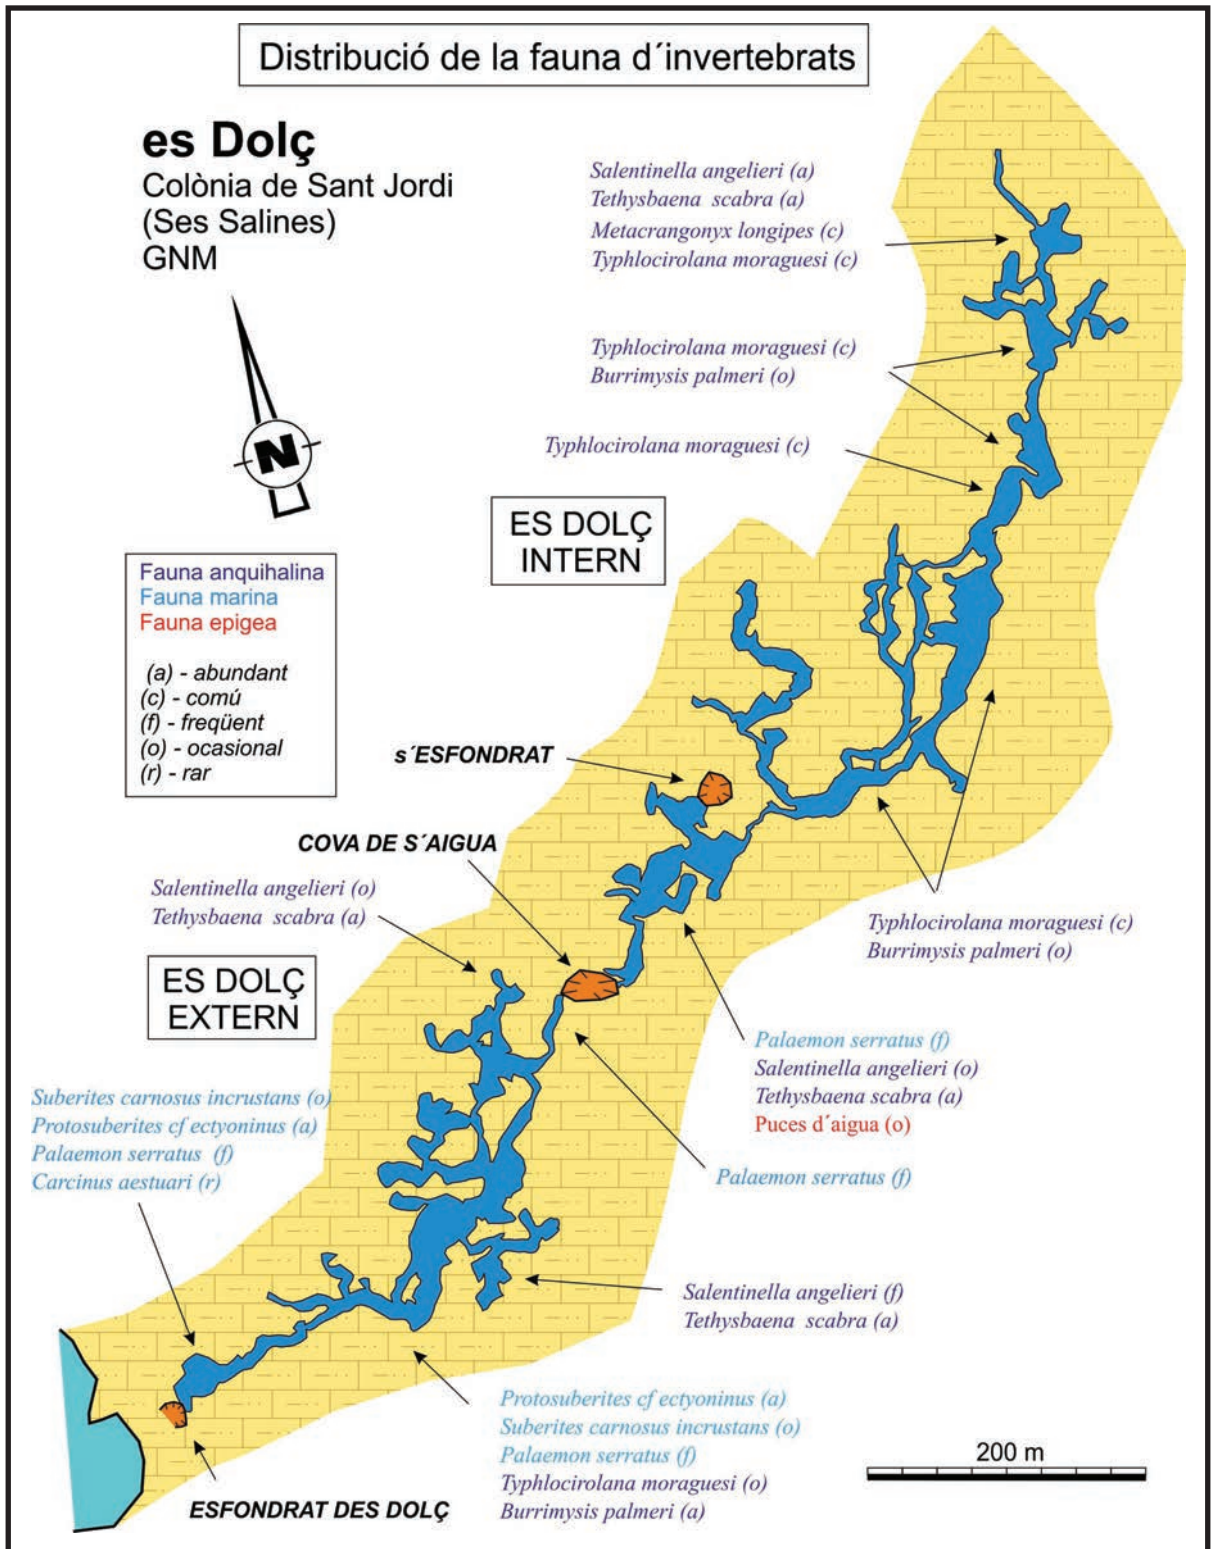 Distribució de la fauna d´invertebrats
es Dolç
Colònia de Sant Jordi
(Ses Salines)
GNM
N
Salentinella angelieri (a)
Tethysbaena scabra (a)
Metacrangonyx longipes (c)
Typhlocirolana moraguesi (c)
Typhlocirolana moraguesi (c)
Burrimysis palmeri (o)
Typhlocirolana moraguesi (c)
ES DOLÇ
INTERN
Fauna anquihalina
Fauna marina
Fauna epigea
(a) - abundant
(c) - comú
(f) - freqüent
(o) - ocasional
(r) - rar
s´ESFONDRAT
COVA DE S´AIGUA
Salentinella angelieri (o)
Tethysbaena scabra (a)
Typhlocirolana moraguesi (c)
Burrimysis palmeri (o)
ES DOLÇ
EXTERN
Palaemon serratus (f)
Salentinella angelieri (o)
Tethysbaena scabra (a)
Puces d´aigua (o)
Suberites carnosus incrustans (o)
Protosuberites cf ectyoninus (a)
Palaemon serratus (f)
Carcinus aestuari (r)
Palaemon serratus (f)
Salentinella angelieri (f)
Tethysbaena scabra (a)
Protosuberites cf ectyoninus (a)
Suberites carnosus incrustans (o)
Palaemon serratus (f)
Typhlocirolana moraguesi (o)
Burrimysis palmeri (a)
200 m
ESFONDRAT DES DOLÇ